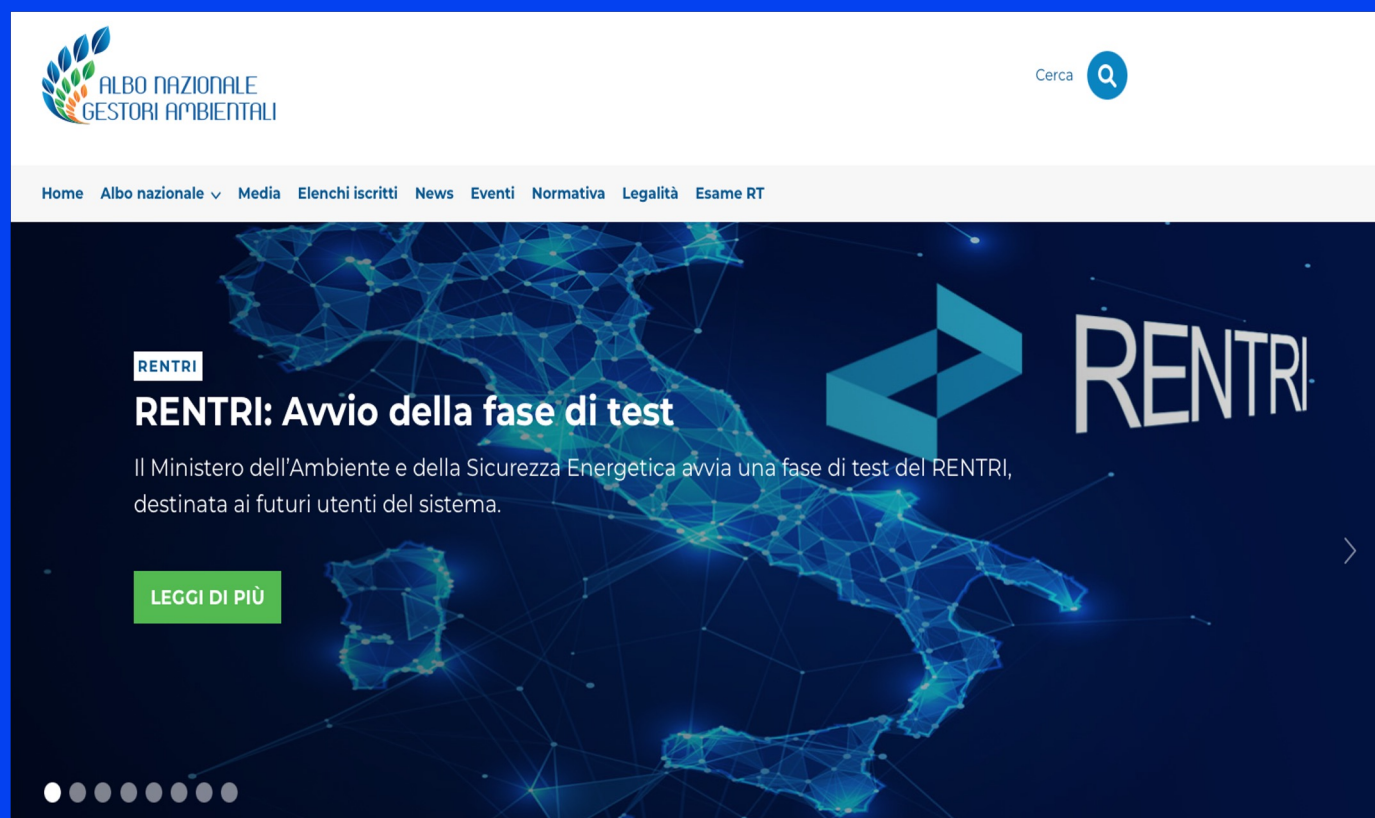 ALBO NAZIONALE
GESTORI AMBIENTALI
Cerca
Home Albo nazionale Media Elenchi iscritti News Eventi Normativa Legalità Esame RT
RENTRI
RENTRI
RENTRI: Avvio della fase di test
Il Ministero dell'Ambiente e della Sicurezza Energetica avvia una fase di test del RENTRI,
destinata ai futuri utenti del sistema.
LEGGI DI PIÙ